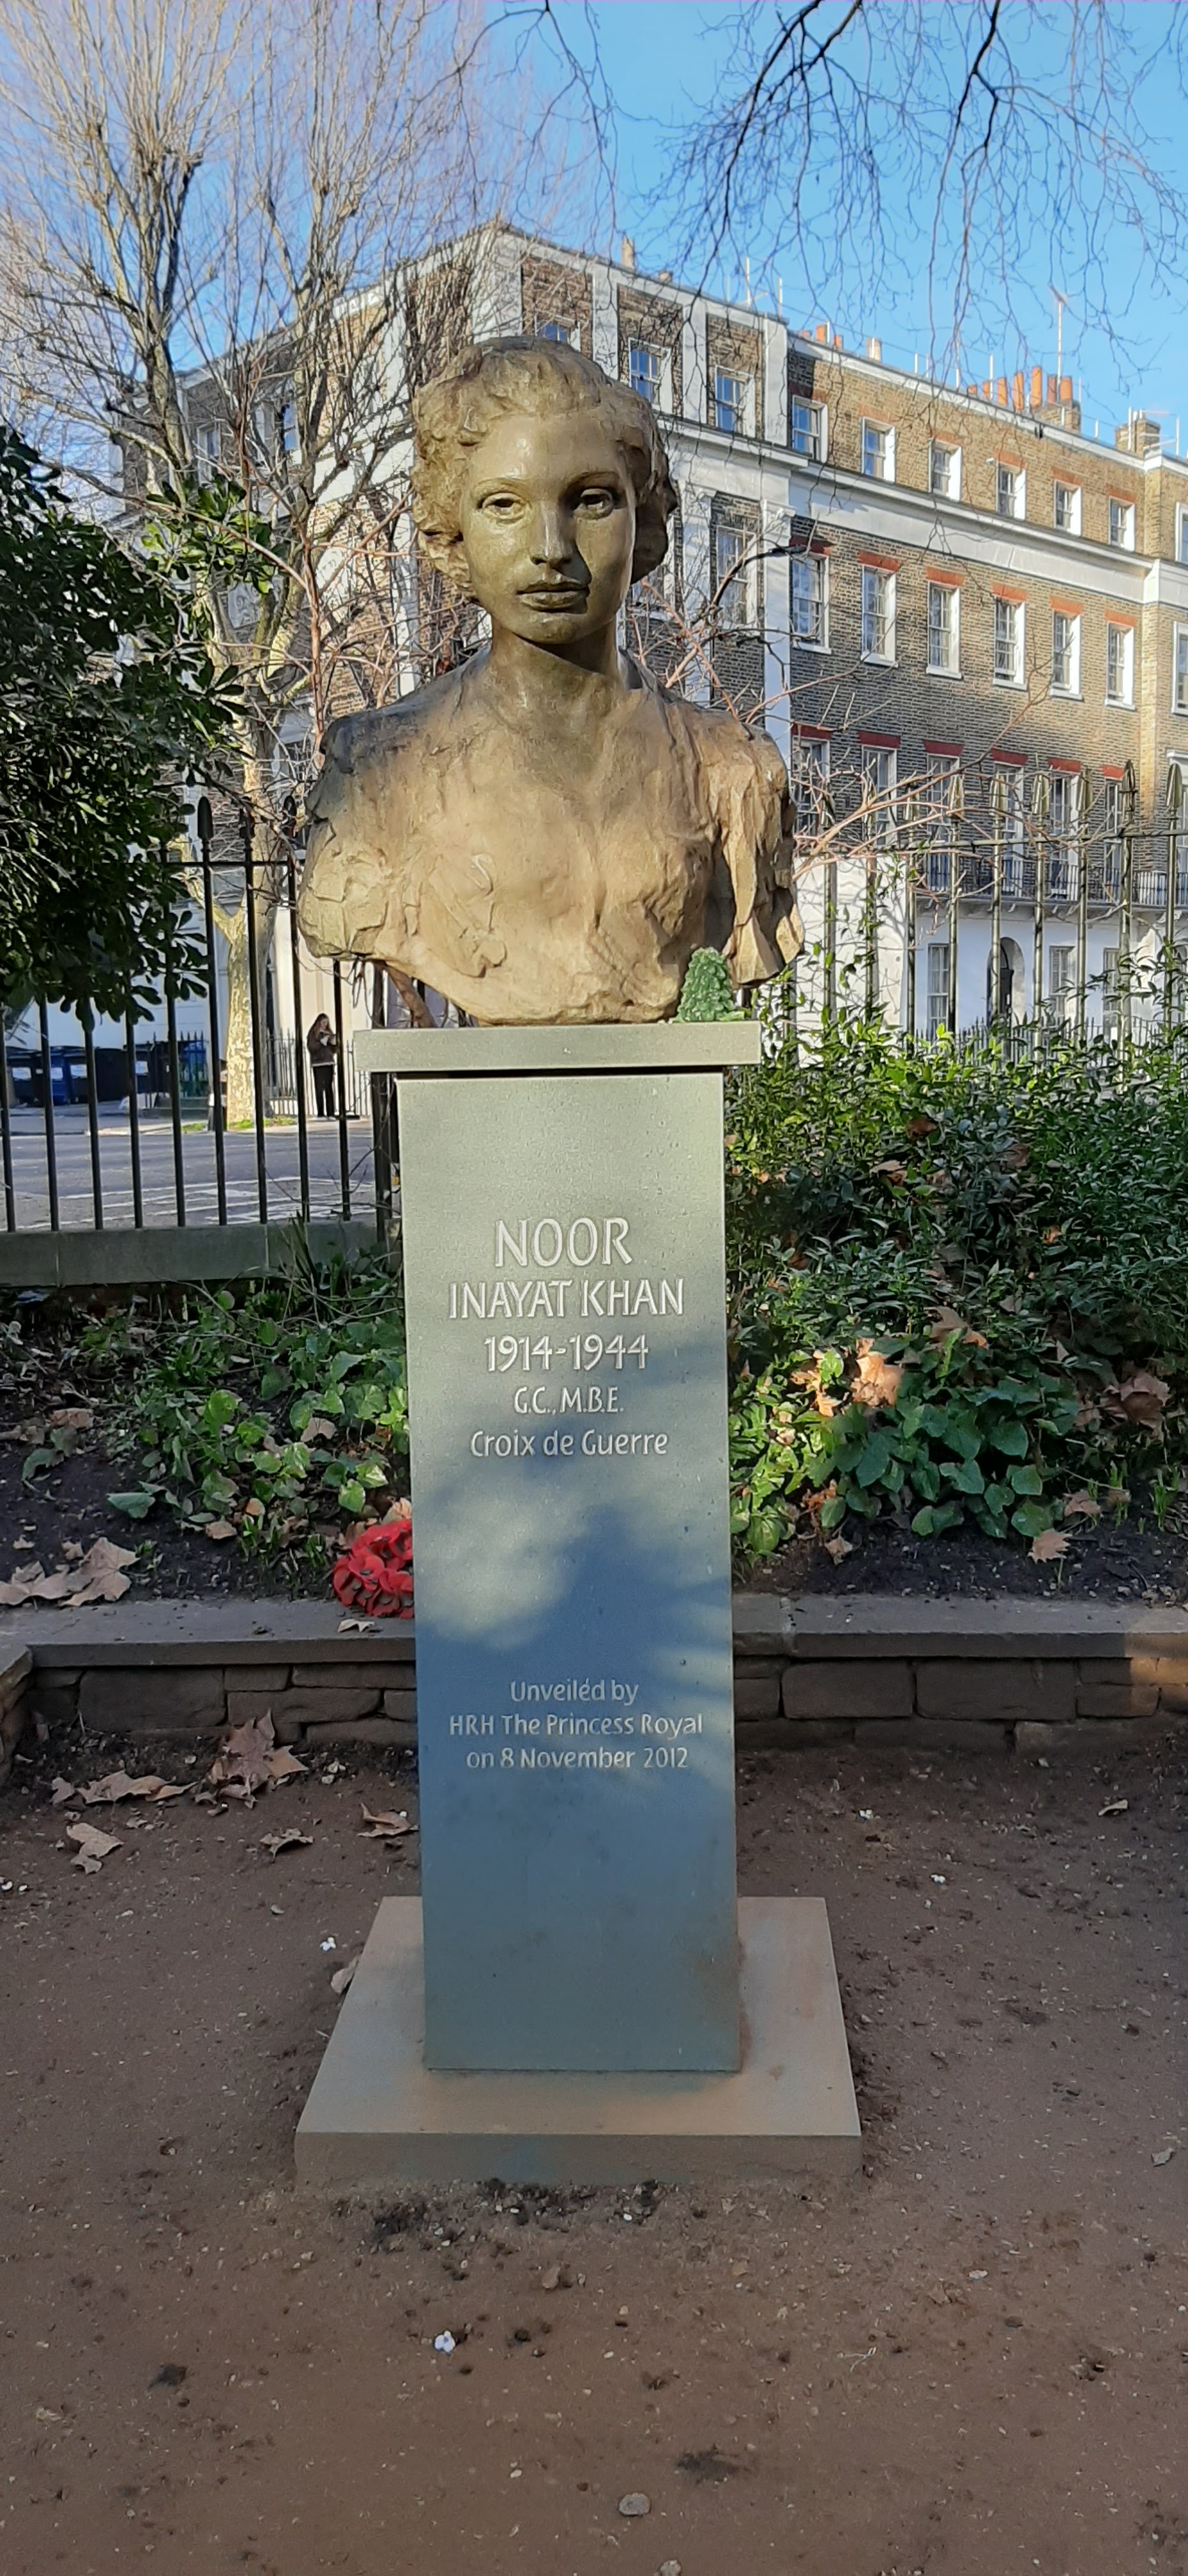 NOOR
INAYAT KHAN
1914-1944
G.C., M.B.E.
Croix de Guerre
Unveiled by
HRH The Princess Royal
on 8 November 2012